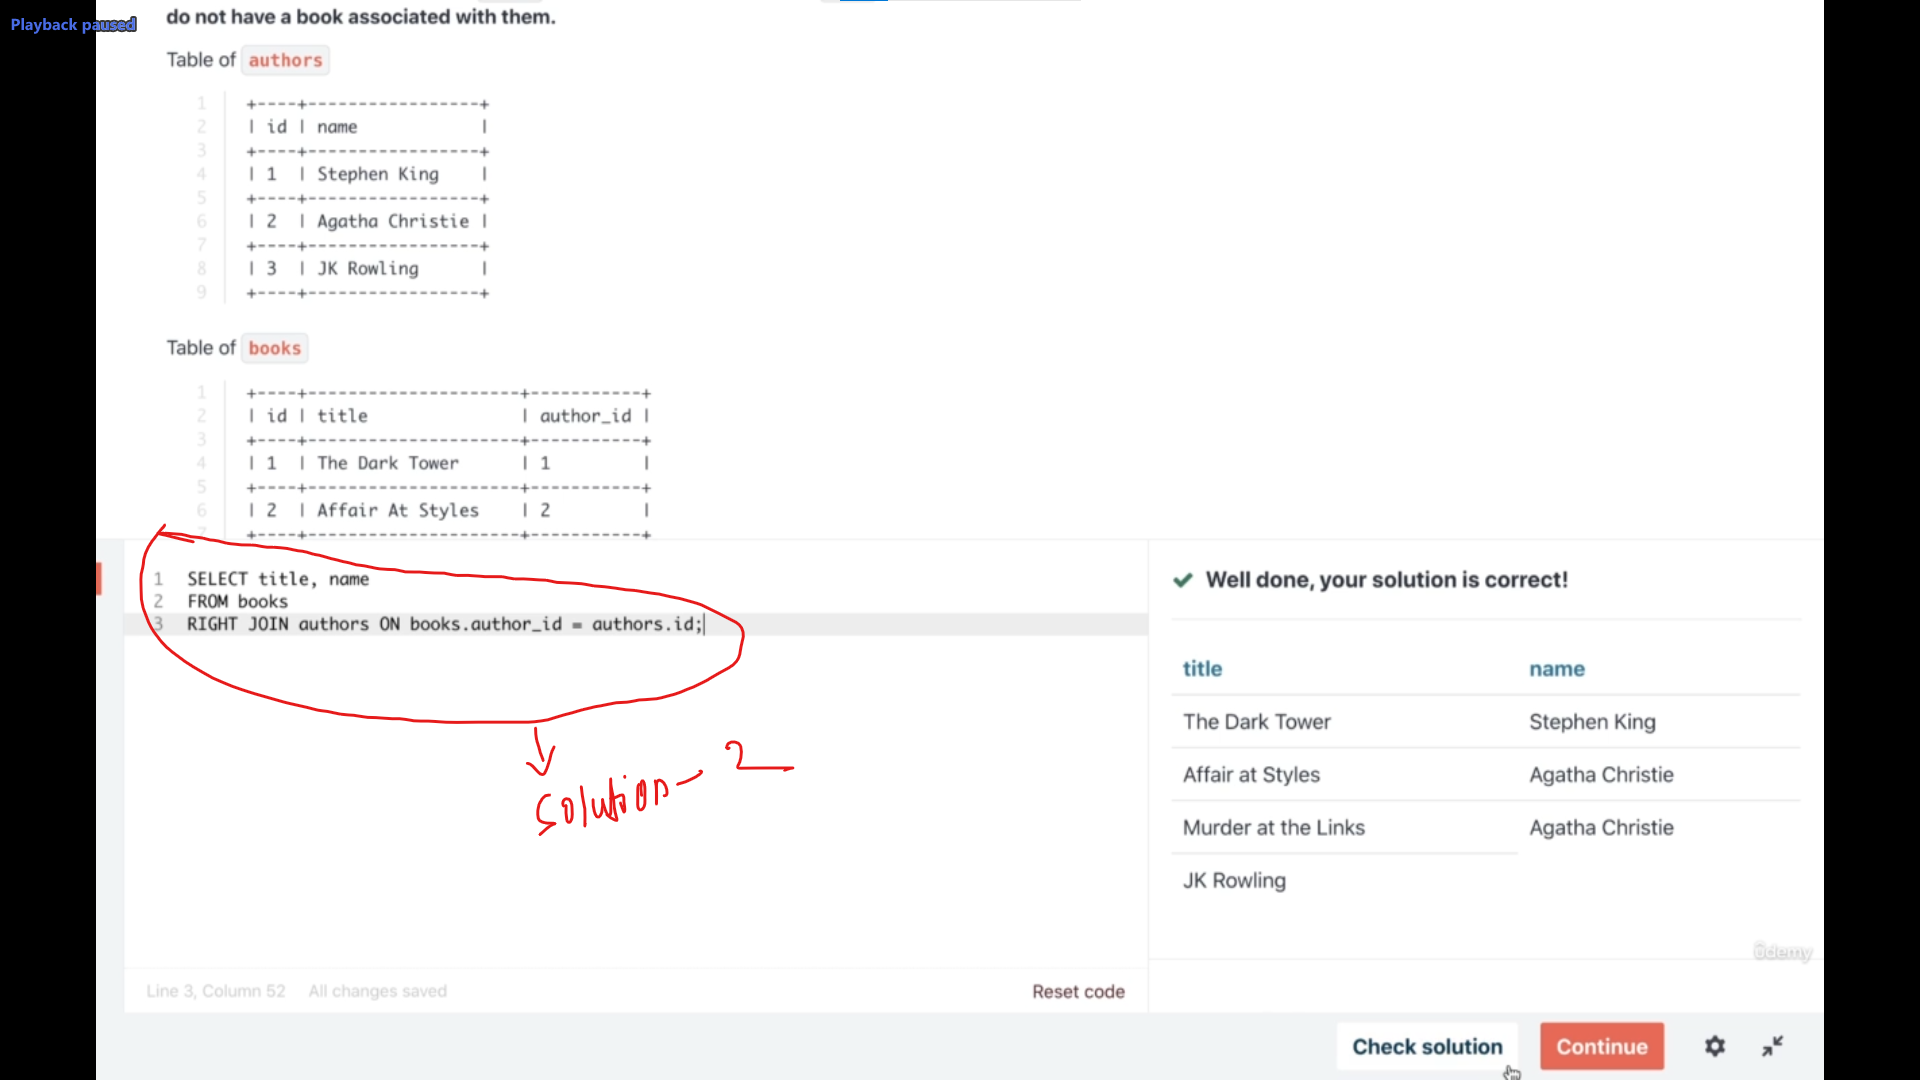 Playback paused
do not have a book associated with them.
Table of authors
1 +----+-----------------+
2 | id | name            |
3 +----+-----------------+
4 | 1  | Stephen King    |
5 +----+-----------------+
6 | 2  | Agatha Christie |
7 +----+-----------------+
8 | 3  | JK Rowling      |
9 +----+-----------------+
Table of books
1 +----+---------------------+-----------+
2 | id | title               | author_id |
3 +----+---------------------+-----------+
4 | 1  | The Dark Tower      | 1         |
5 +----+---------------------+-----------+
6 | 2  | Affair At Styles    | 2         |
7 +----+---------------------+-----------+
1 SELECT title, name
2 FROM books
3 RIGHT JOIN authors ON books.author_id = authors.id;
Solution - 2
Line 3, Column 52 All changes saved
Reset code
Well done, your solution is correct!
title name
The Dark Tower Stephen King
Affair at Styles Agatha Christie
Murder at the Links Agatha Christie
JK Rowling
ûdemy
Check solution Continue